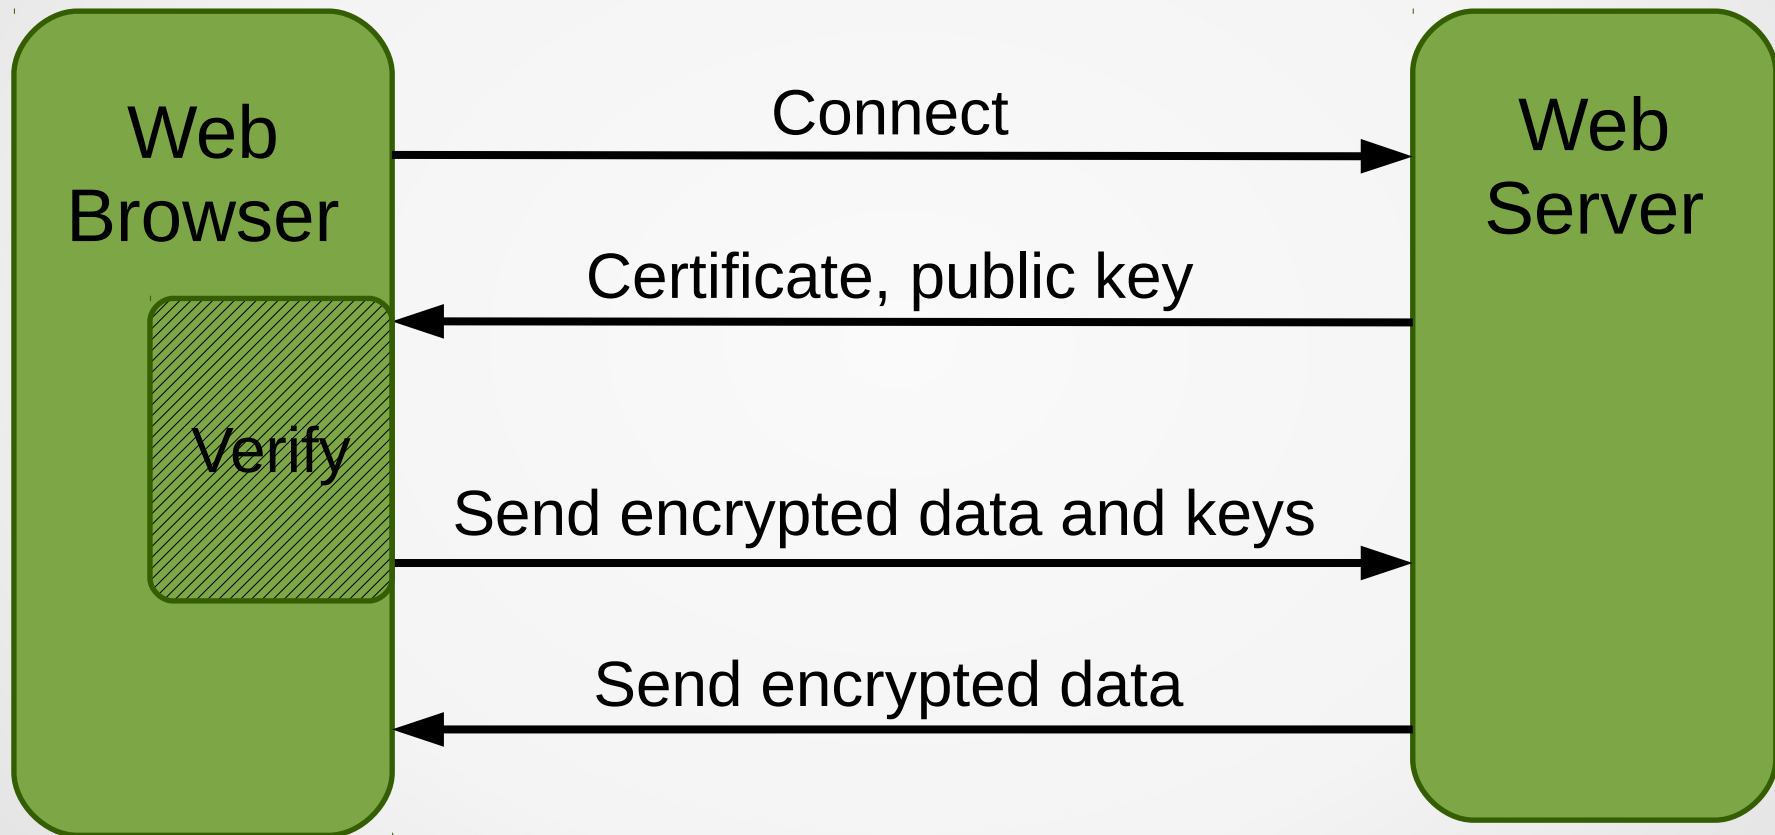 Web
Browser
Connect
Web
Server
Certificate, public key
Verify
Send encrypted data and keys
Send encrypted data